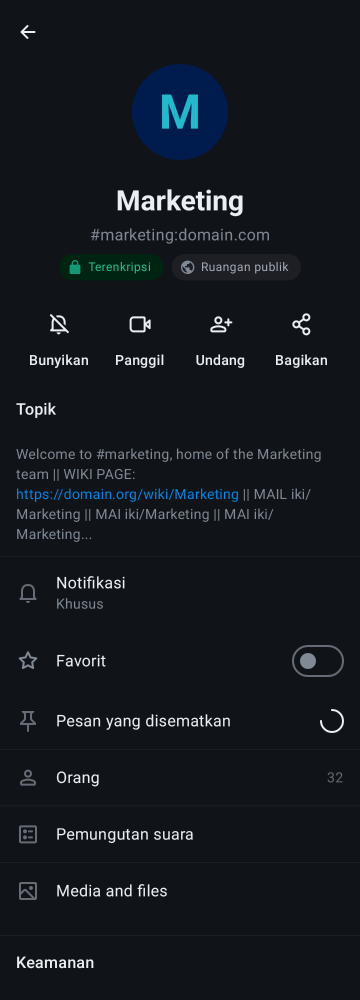 M
Marketing
#marketing:domain.com
Terenkripsi
Ruangan publik
Bunyikan
Panggil
Undang
Bagikan
Topik
Welcome to #marketing, home of the Marketing
team || WIKI PAGE:
https://domain.org/wiki/Marketing || MAIL iki/
Marketing || MAI iki/Marketing || MAI iki/
Marketing...
Notifikasi
Khusus
Favorit
Pesan yang disematkan
Orang
32
Pemungutan suara
Media and files
Keamanan